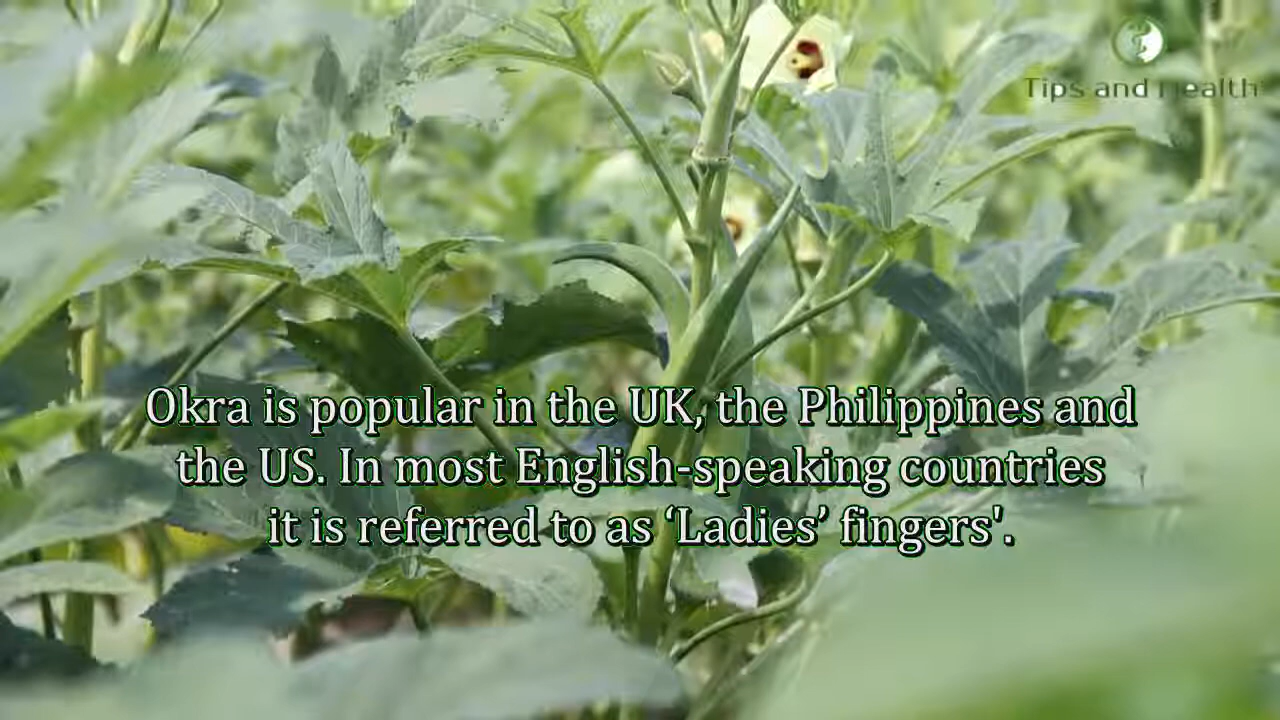 Tips and Health
Okra is popular in the UK, the Philippines and
the US. In most English-speaking countries
it is referred to as ‘Ladies’ fingers'.